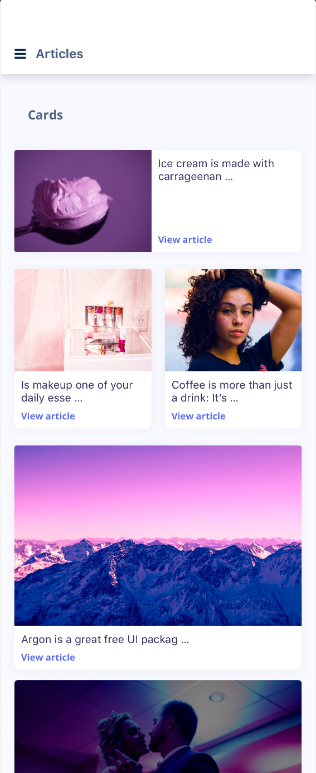 Articles
Cards
Ice cream is made with
carrageenan ...
View article
Is makeup one of your
daily esse ...
View article
Coffee is more than just
a drink: It's ...
View article
Argon is a great free UI packag ...
View article